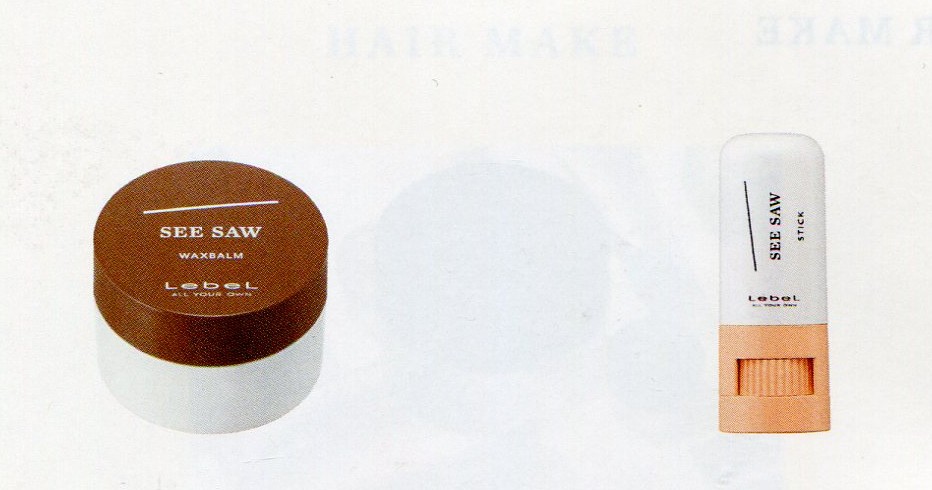 HAIR MAKE
R MAKE
SEE SAW
WAXBALM
LebeL
ALL YOUR OWN
SEE SAW
STICK
LebeL
ALL YOUR OWN